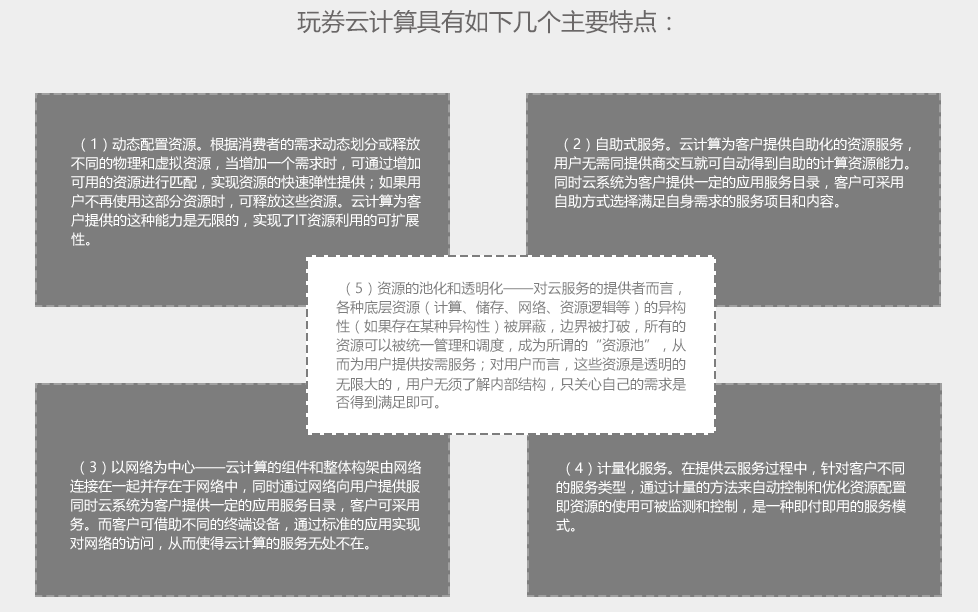 玩券云计算具有如下几个主要特点：
（1）动态配置资源。根据消费者的需求动态划分或释放
不同的物理和虚拟资源，当增加一个需求时，可通过增加
可用的资源进行匹配，实现资源的快速弹性提供；如果用
户不再使用这部分资源时，可释放这些资源。云计算为客
户提供的这种能力是无限的，实现了IT资源利用的可扩展
性。
（2）自助式服务。云计算为客户提供自助化的资源服务，
用户无需同提供商交互就可自动得到自助的计算资源能力。
同时云系统为客户提供一定的应用服务目录，客户可采用
自助方式选择满足自身需求的服务项目和内容。
（5）资源的池化和透明化——对云服务的提供者而言，
各种底层资源（计算、储存、网络、资源逻辑等）的异构
性（如果存在某种异构性）被屏蔽，边界被打破，所有的
资源可以被统一管理和调度，成为所谓的“资源池”，从
而为用户提供按需服务；对用户而言，这些资源是透明的
无限大的，用户无须了解内部结构，只关心自己的需求是
否得到满足即可。
（3）以网络为中心——云计算的组件和整体构架由网络
连接在一起并存在于网络中，同时通过网络向用户提供服
同时云系统为客户提供一定的应用服务目录，客户可采用
务。而客户可借助不同的终端设备，通过标准的应用实现
对网络的访问，从而使得云计算的服务无处不在。
（4）计量化服务。在提供云服务过程中，针对客户不同
的服务类型，通过计量的方法来自动控制和优化资源配置
即资源的使用可被监测和控制，是一种即付即用的服务模
式。